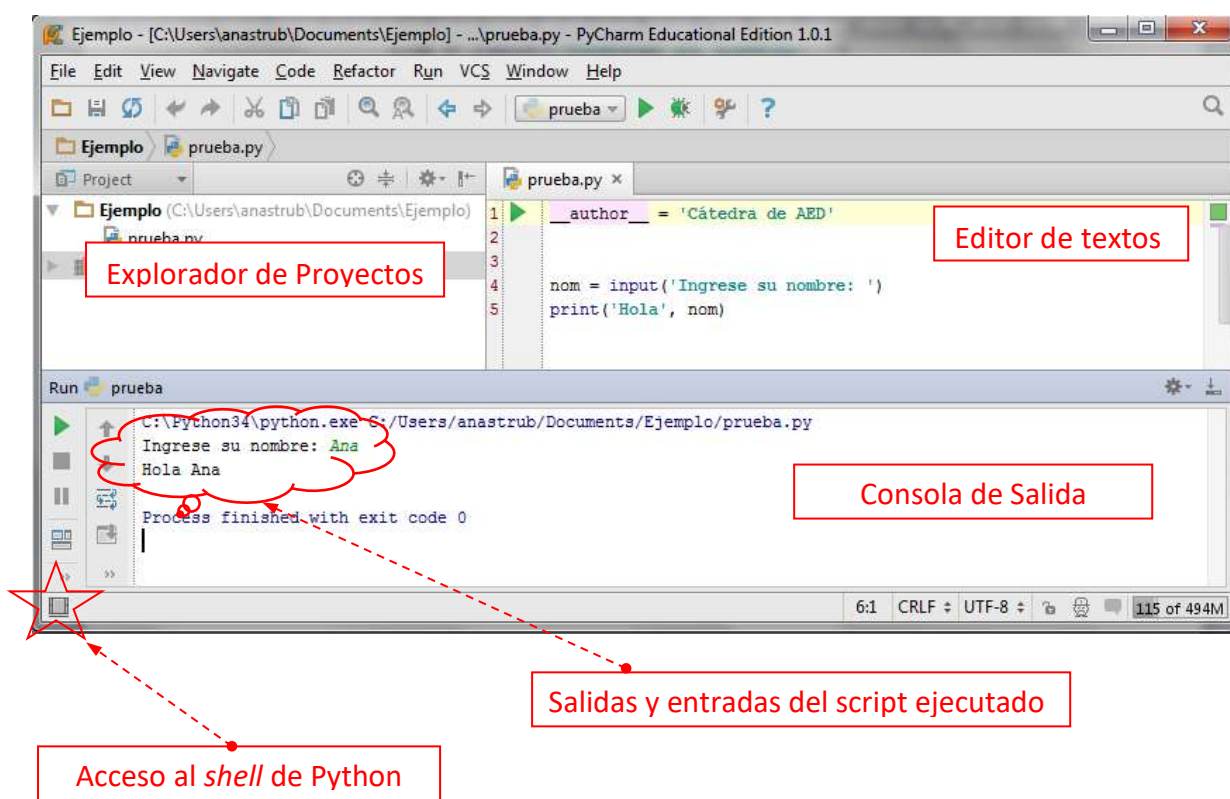 Ejemplo - [C:\Users\anastrub\Documents\Ejemplo] - ...\prueba.py - PyCharm Educational Edition 1.0.1
File Edit View Navigate Code Refactor Run VCS Window Help
prueba
Ejemplo prueba.py
Project
prueba.py ×
Ejemplo (C:\Users\anastrub\Documents\Ejemplo)
prueba.py
Explorador de Proyectos
1 __author__ = 'Cátedra de AED'
2
3
4 nom = input('Ingrese su nombre: ')
5 print('Hola', nom)
Editor de textos
Run prueba
C:\Python34\python.exe C:/Users/anastrub/Documents/Ejemplo/prueba.py
Ingrese su nombre: Ana
Hola Ana
Process finished with exit code 0
Consola de Salida
6:1 CRLF UTF-8 115 of 494M
Salidas y entradas del script ejecutado
Acceso al shell de Python